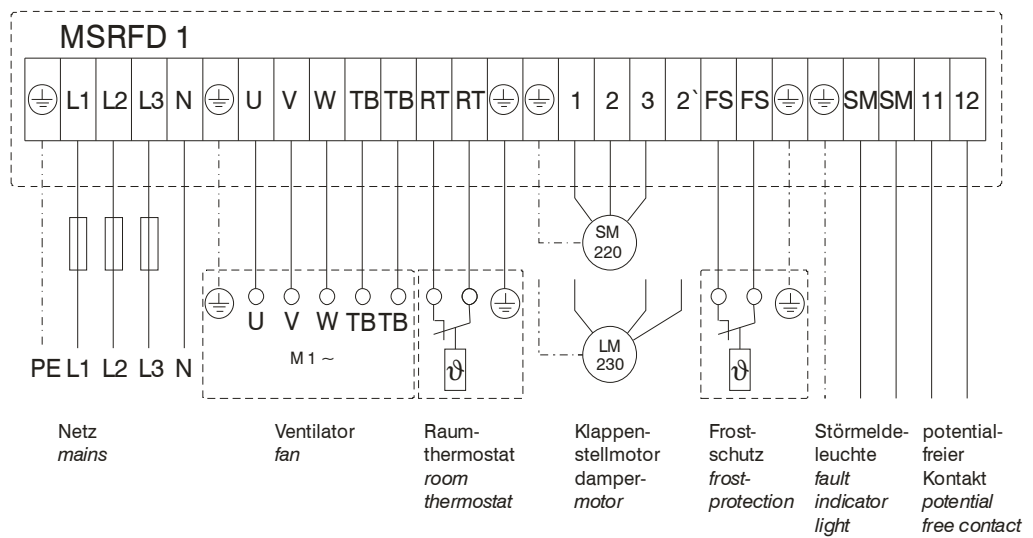 MSRFD 1
L1 L2 L3 N U V W TB TB RT RT 1 2 3 2` FS FS SM SM 11 12
SM
220
U V W TB TB
M 1 ~
ϑ
LM
230
ϑ
PE L1 L2 L3 N
Netz
mains
Ventilator
fan
Raum-
thermostat
room
thermostat
Klappen-
stellmotor
damper-
motor
Frost-
schutz
frost-
protection
Störmelde-
leuchte
fault
indicator
light
potential-
freier
Kontakt
potential
free contact